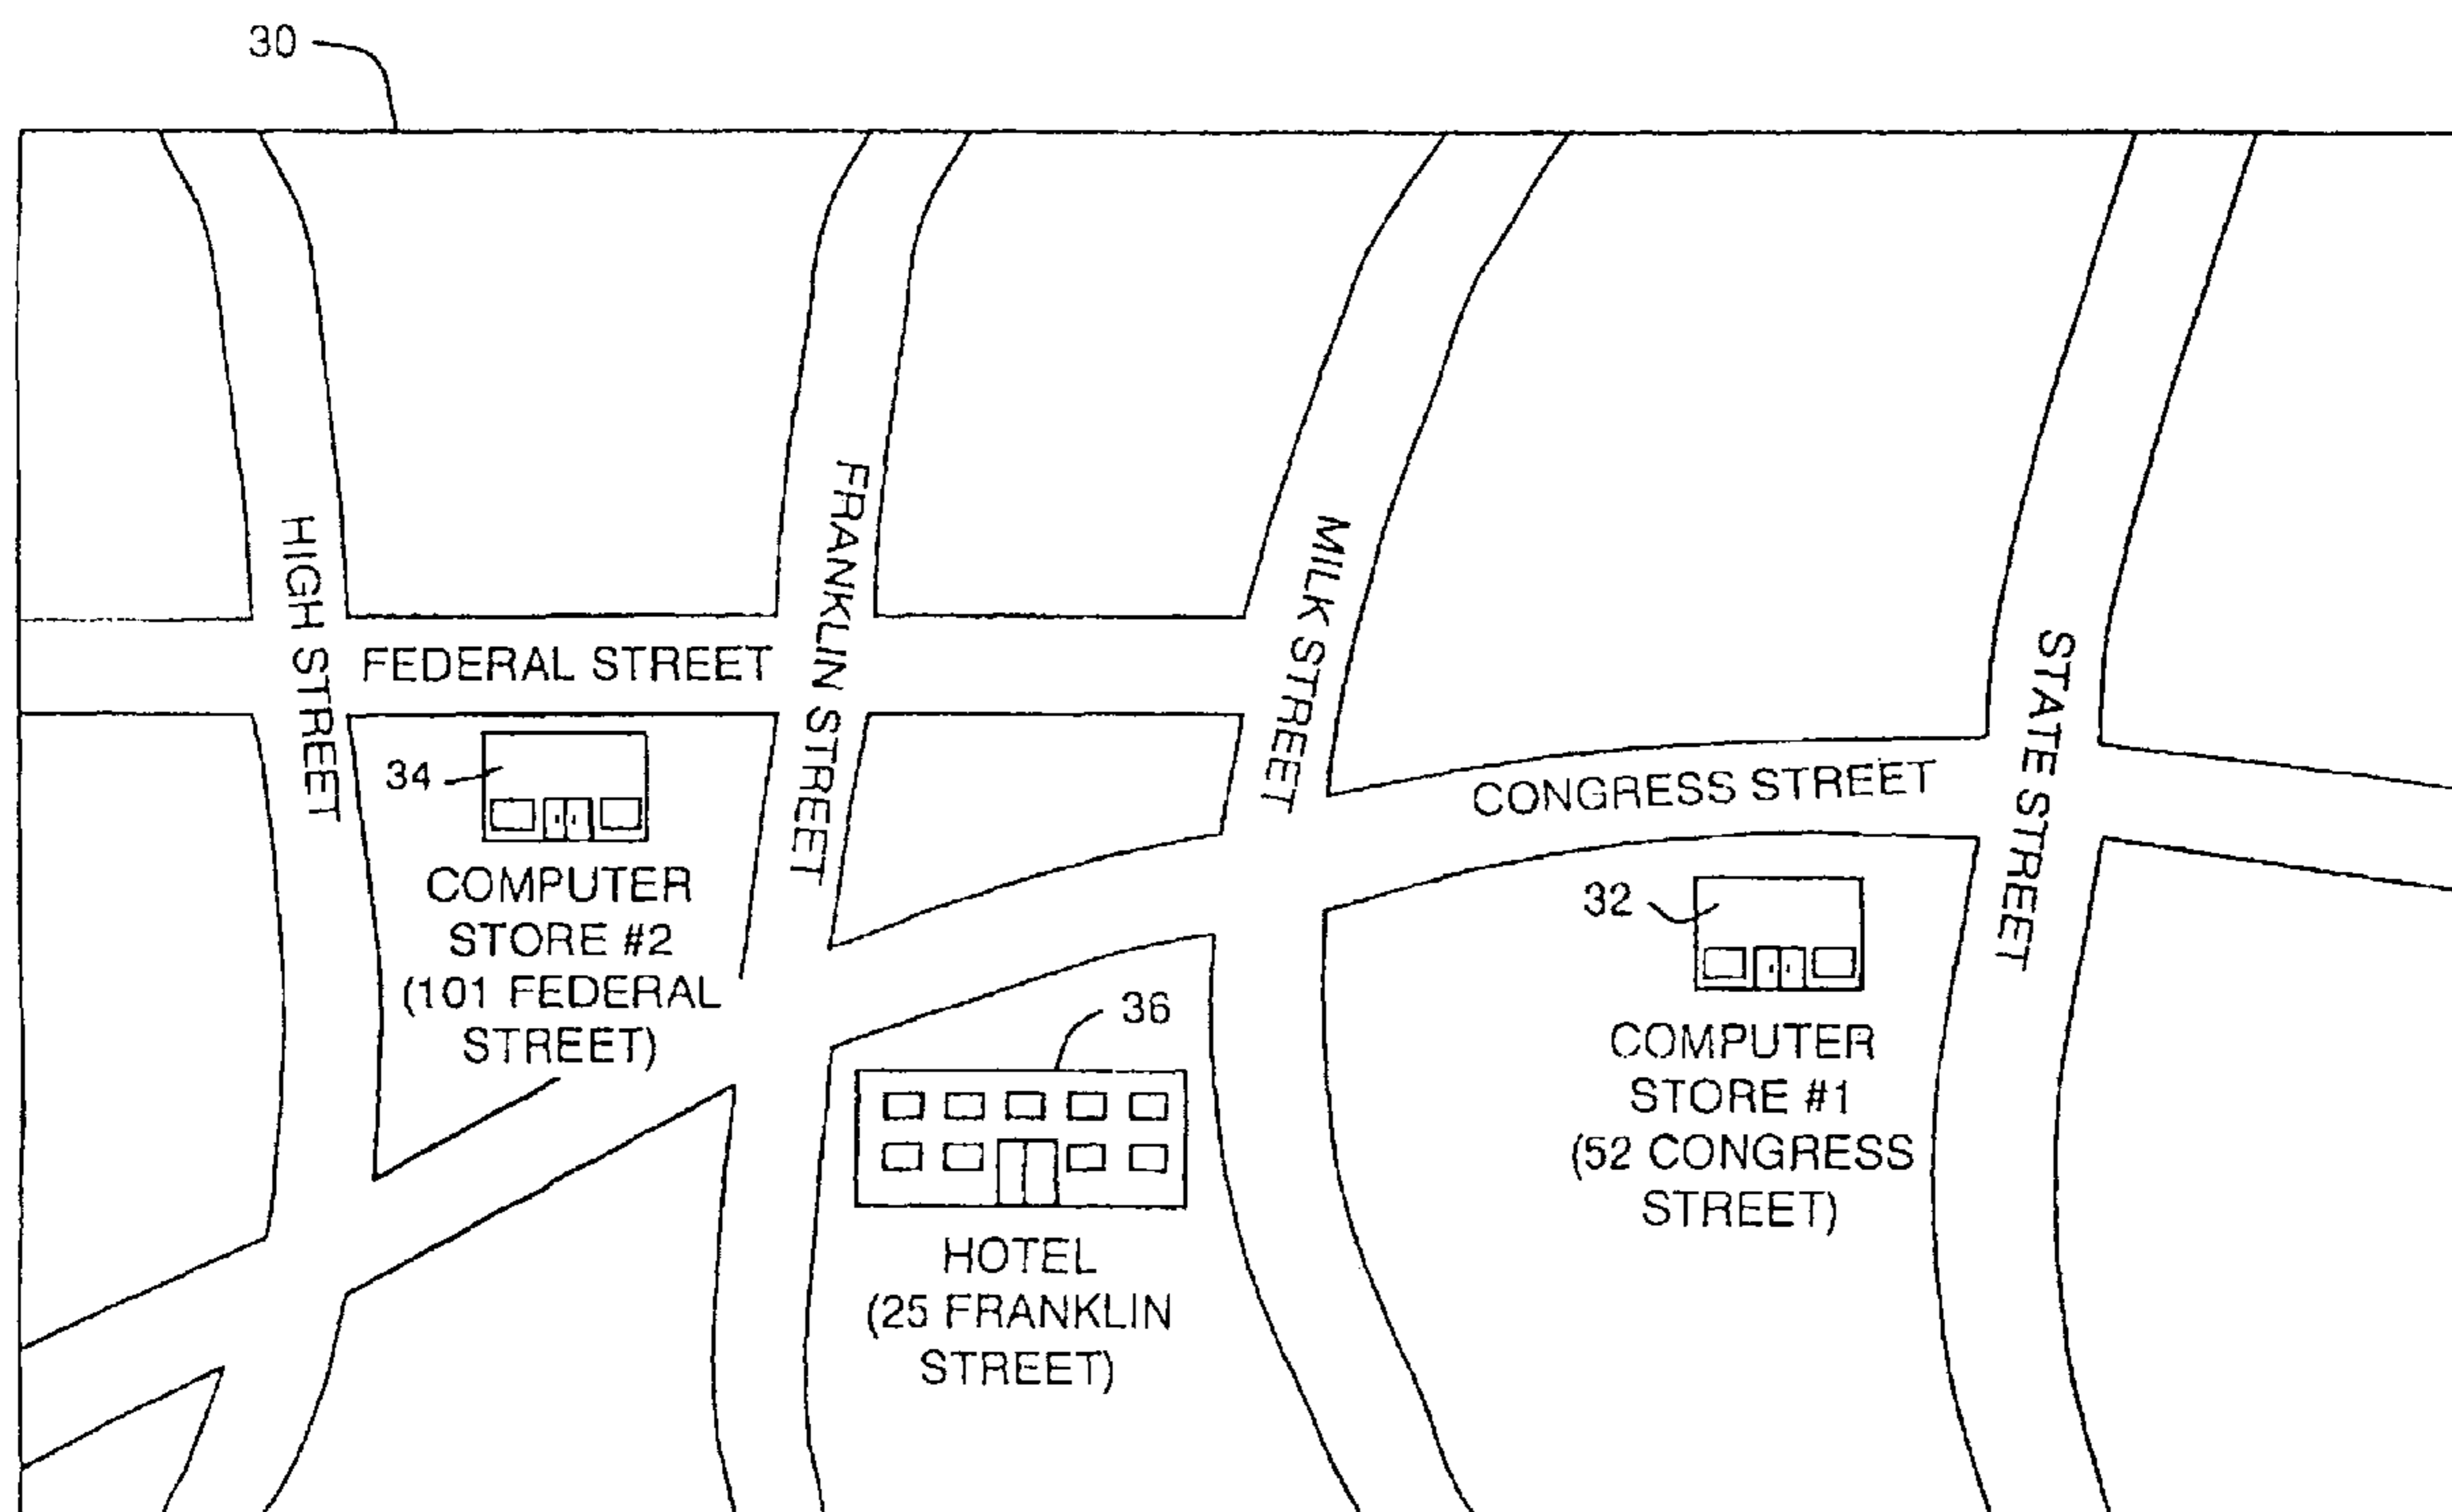 30
HIGH STREET
FEDERAL STREET
FRANKLIN STREET
MILK STREET
CONGRESS STREET
STATE STREET
34
COMPUTER
STORE #2
(101 FEDERAL
STREET)
32
COMPUTER
STORE #1
(52 CONGRESS
STREET)
36
HOTEL
(25 FRANKLIN
STREET)